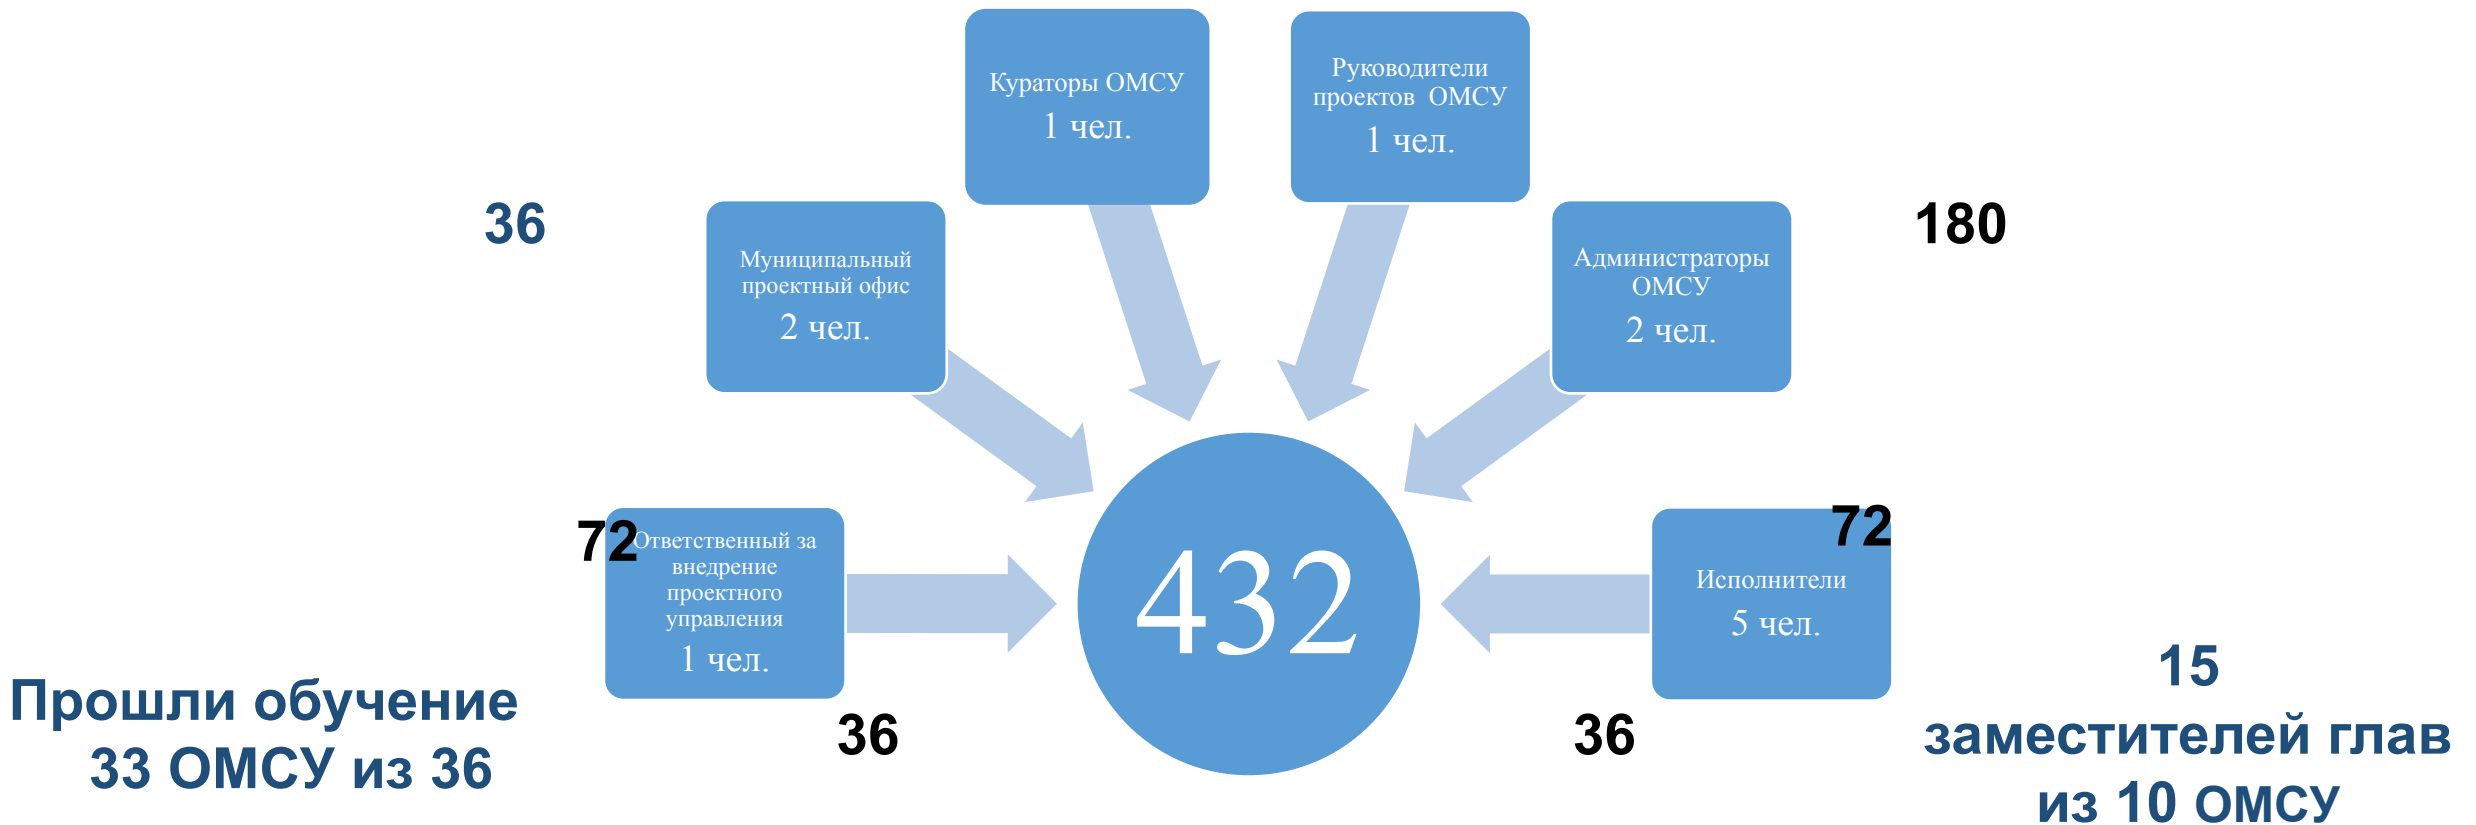 Кураторы ОМСУ
1 чел.
Руководители
проектов ОМСУ
1 чел.
36
Муниципальный
проектный офис
2 чел.
Администраторы
ОМСУ
2 чел.
180
72
Ответственный за
внедрение
проектного
управления
1 чел.
432
72
Исполнители
5 чел.
Прошли обучение
33 ОМСУ из 36
36
36
15
заместителей глав
из 10 ОМСУ